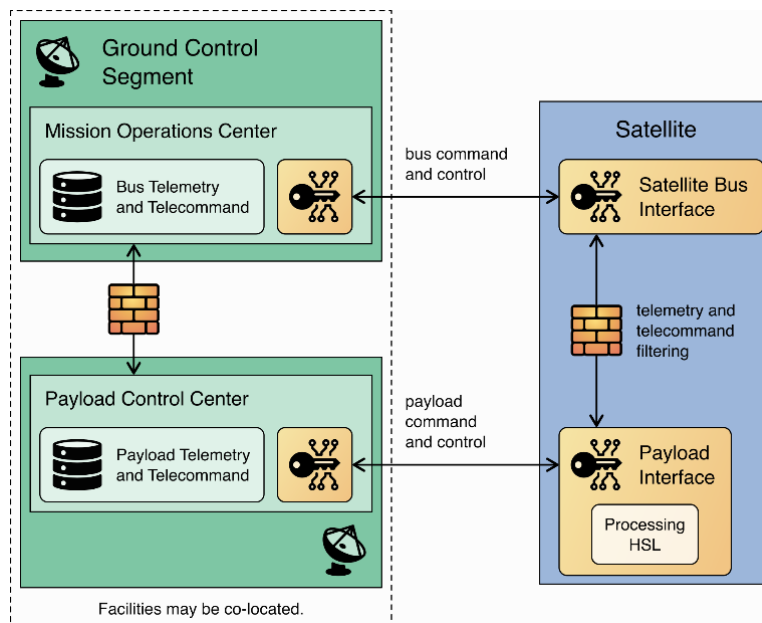 Ground Control
Segment
Mission Operations Center
Bus Telemetry
and Telecommand
bus command
and control
Satellite
Satellite Bus
Interface
telemetry and
telecommand
filtering
Payload Control Center
Payload Telemetry
and Telecommand
payload
command
and control
Payload
Interface
Processing
HSL
Facilities may be co-located.